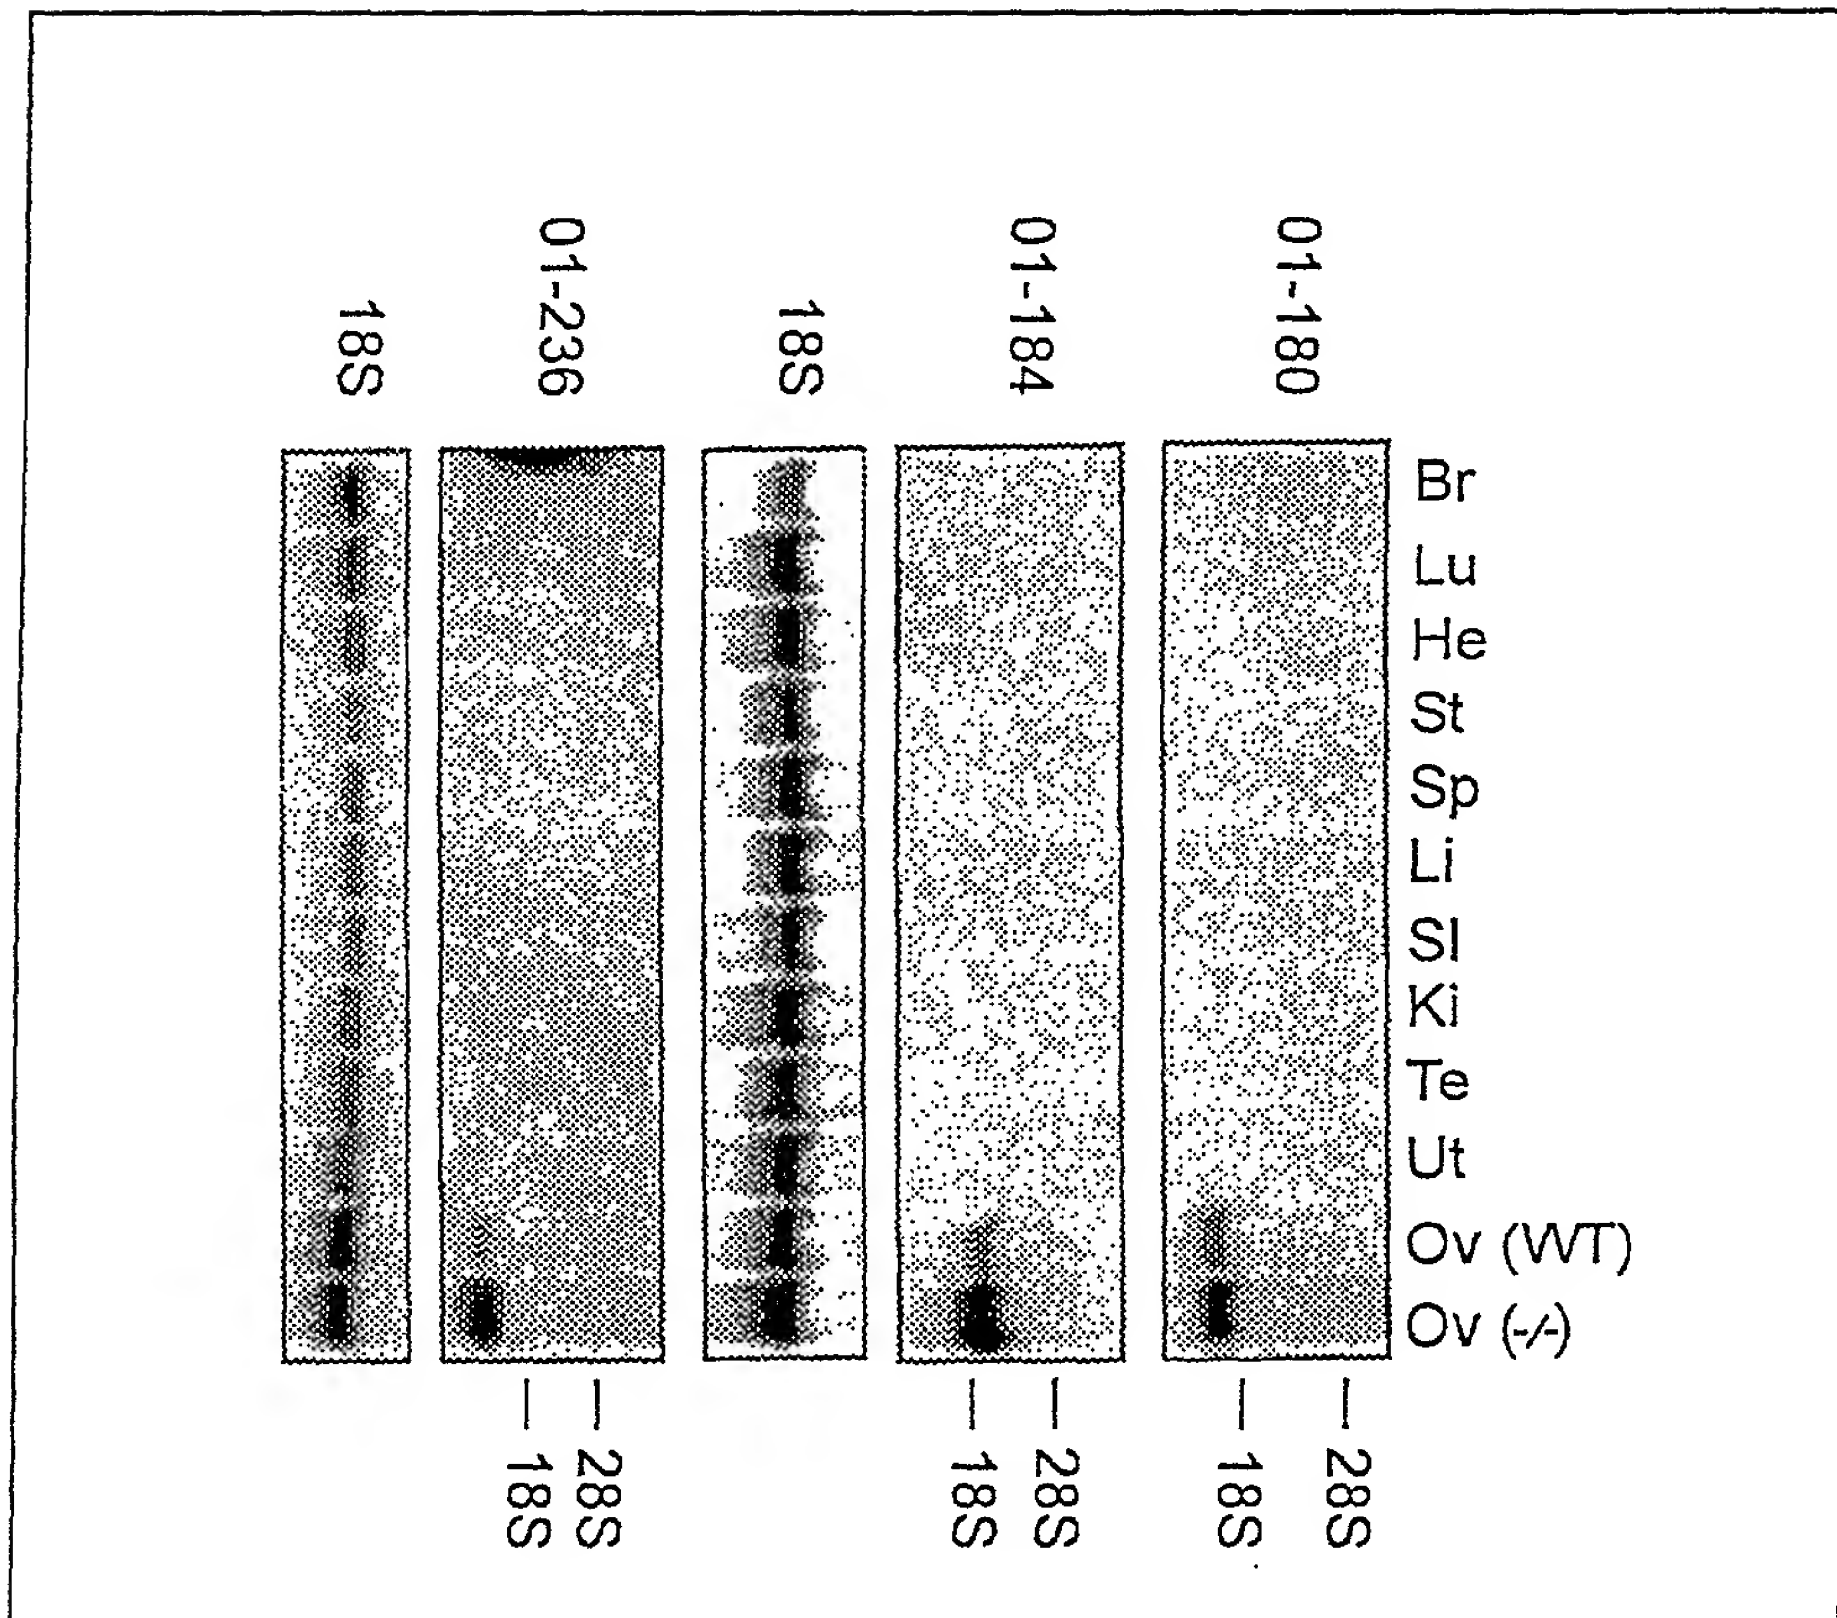 18S
01-236
18S
01-184
01-180
Br
Lu
He
St
Sp
Li
Sl
Ki
Te
Ut
Ov (WT)
Ov (-/-)
18S
28S
18S
28S
18S
28S